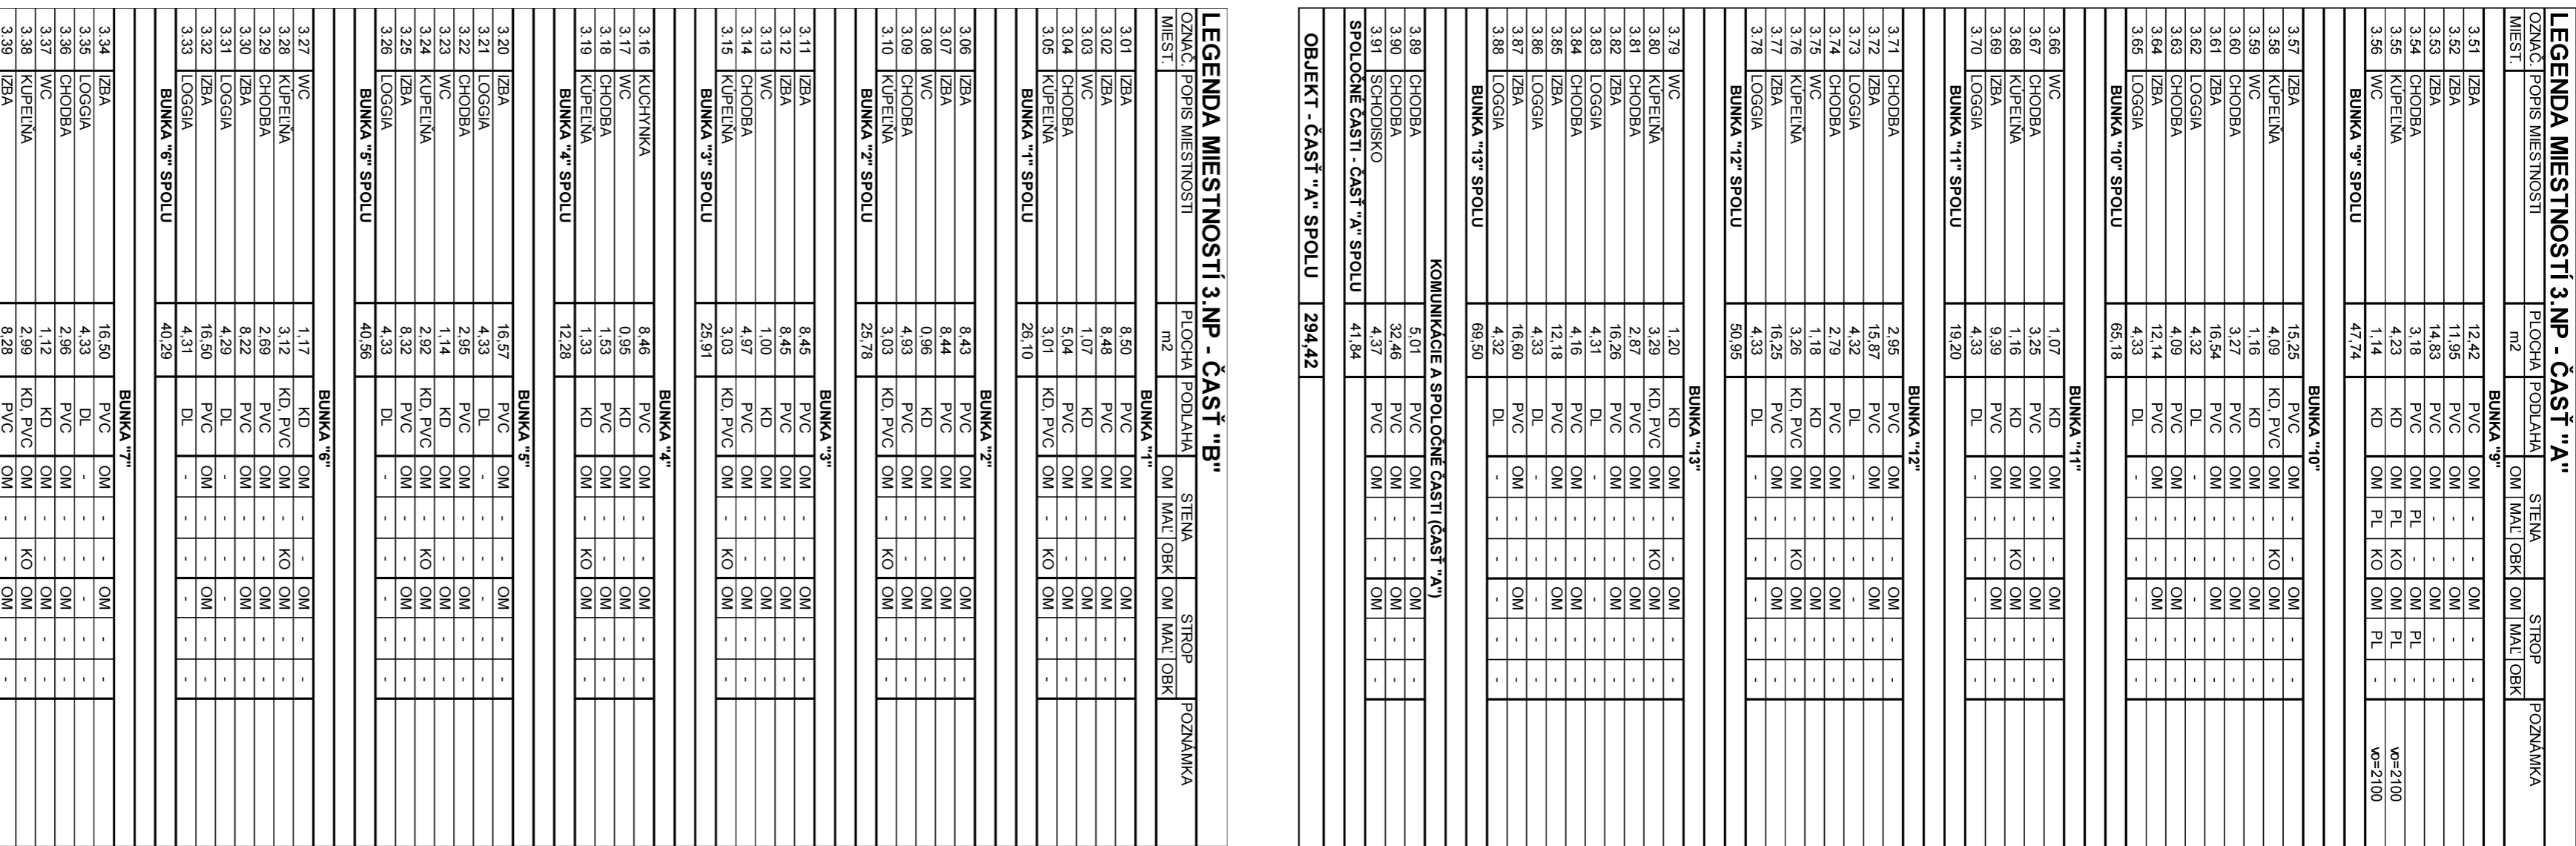 LEGENDA MIESTNOSTÍ 3.NP - ČASŤ "A"
OZNAČ. POPIS MIESTNOSTI PLOCHA PODLAHA STENA STROP POZNÁMKA
MIEST. m2 OM MAĽ OBK OM MAĽ OBK
BUNKA "9"
3.51 IZBA 12,42 PVC OM - - OM - -
3.52 IZBA 11,95 PVC OM - - OM - -
3.53 IZBA 14,83 PVC OM - - OM - -
3.54 CHODBA 3,18 PVC OM PL - OM PL -
3.55 KÚPEĽŇA 4,23 KD OM PL KO OM PL - vo=2100
3.56 WC 1,14 KD OM PL KO OM PL - vo=2100
BUNKA "9" SPOLU 47,74
BUNKA "10"
3.57 IZBA 15,25 PVC OM - - OM - -
3.58 KÚPEĽŇA 4,09 KD, PVC OM - KO OM - -
3.59 WC 1,16 KD OM - - OM - -
3.60 CHODBA 3,27 PVC OM - - OM - -
3.61 IZBA 16,54 PVC OM - - OM - -
3.62 LOGGIA 4,32 DL - - - - - -
3.63 CHODBA 4,09 PVC OM - - OM - -
3.64 IZBA 12,14 PVC OM - - OM - -
3.65 LOGGIA 4,33 DL - - - - - -
BUNKA "10" SPOLU 65,18
BUNKA "11"
3.66 WC 1,07 KD OM - - OM - -
3.67 CHODBA 3,25 PVC OM - - OM - -
3.68 KÚPEĽŇA 1,16 KD OM - KO OM - -
3.69 IZBA 9,39 PVC OM - - OM - -
3.70 LOGGIA 4,33 DL - - - - - -
BUNKA "11" SPOLU 19,20
BUNKA "12"
3.71 CHODBA 2,95 PVC OM - - OM - -
3.72 IZBA 15,87 PVC OM - - OM - -
3.73 LOGGIA 4,32 DL - - - - - -
3.74 CHODBA 2,79 PVC OM - - OM - -
3.75 WC 1,18 KD OM - - OM - -
3.76 KÚPEĽŇA 3,26 KD, PVC OM - KO OM - -
3.77 IZBA 16,25 PVC OM - - OM - -
3.78 LOGGIA 4,33 DL - - - - - -
BUNKA "12" SPOLU 50,95
BUNKA "13"
3.79 WC 1,20 KD OM - - OM - -
3.80 KÚPEĽŇA 3,29 KD, PVC OM - KO OM - -
3.81 CHODBA 2,87 PVC OM - - OM - -
3.82 IZBA 16,26 PVC OM - - OM - -
3.83 LOGGIA 4,31 DL - - - - - -
3.84 CHODBA 4,16 PVC OM - - OM - -
3.85 IZBA 12,18 PVC OM - - OM - -
3.86 LOGGIA 4,33 DL - - - - - -
3.87 IZBA 16,60 PVC OM - - OM - -
3.88 LOGGIA 4,32 DL - - - - - -
BUNKA "13" SPOLU 69,50
KOMUNIKÁCIE A SPOLOČNÉ ČASTI (ČASŤ "A")
3.89 CHODBA 5,01 PVC OM - - OM - -
3.90 CHODBA 32,46 PVC OM - - OM - -
3.91 SCHODISKO 4,37 PVC OM - - OM - -
SPOLOČNÉ ČASTI - ČASŤ "A" SPOLU 41,84
OBJEKT - ČASŤ "A" SPOLU 294,42
LEGENDA MIESTNOSTÍ 3.NP - ČASŤ "B"
OZNAČ. POPIS MIESTNOSTI PLOCHA PODLAHA STENA STROP POZNÁMKA
MIEST. m2 OM MAĽ OBK OM MAĽ OBK
BUNKA "1"
3.01 IZBA 8,50 PVC OM - - OM - -
3.02 IZBA 8,48 PVC OM - - OM - -
3.03 WC 1,07 KD OM - - OM - -
3.04 CHODBA 5,04 PVC OM - - OM - -
3.05 KÚPEĽŇA 3,01 KD, PVC OM - KO OM - -
BUNKA "1" SPOLU 26,10
BUNKA "2"
3.06 IZBA 8,43 PVC OM - - OM - -
3.07 IZBA 8,44 PVC OM - - OM - -
3.08 WC 0,96 KD OM - - OM - -
3.09 CHODBA 4,93 PVC OM - - OM - -
3.10 KÚPEĽŇA 3,03 KD, PVC OM - KO OM - -
BUNKA "2" SPOLU 25,78
BUNKA "3"
3.11 IZBA 8,45 PVC OM - - OM - -
3.12 IZBA 8,45 PVC OM - - OM - -
3.13 WC 1,00 KD OM - - OM - -
3.14 CHODBA 4,97 PVC OM - - OM - -
3.15 KÚPEĽŇA 3,03 KD, PVC OM - KO OM - -
BUNKA "3" SPOLU 25,91
BUNKA "4"
3.16 KUCHYNKA 8,46 PVC OM - - OM - -
3.17 WC 0,95 KD OM - - OM - -
3.18 CHODBA 1,53 PVC OM - - OM - -
3.19 KÚPEĽŇA 1,33 KD OM - KO OM - -
BUNKA "4" SPOLU 12,28
BUNKA "5"
3.20 IZBA 16,57 PVC OM - - OM - -
3.21 LOGGIA 4,33 DL - - - - - -
3.22 CHODBA 2,95 PVC OM - - OM - -
3.23 WC 1,14 KD OM - - OM - -
3.24 KÚPEĽŇA 2,92 KD, PVC OM - KO OM - -
3.25 IZBA 8,32 PVC OM - - OM - -
3.26 LOGGIA 4,33 DL - - - - - -
BUNKA "5" SPOLU 40,56
BUNKA "6"
3.27 WC 1,17 KD OM - - OM - -
3.28 KÚPEĽŇA 3,12 KD, PVC OM - KO OM - -
3.29 CHODBA 2,69 PVC OM - - OM - -
3.30 IZBA 8,22 PVC OM - - OM - -
3.31 LOGGIA 4,29 DL - - - - - -
3.32 IZBA 16,50 PVC OM - - OM - -
3.33 LOGGIA 4,31 DL - - - - - -
BUNKA "6" SPOLU 40,29
BUNKA "7"
3.34 IZBA 16,50 PVC OM - - OM - -
3.35 LOGGIA 4,33 DL - - - - - -
3.36 CHODBA 2,96 PVC OM - - OM - -
3.37 WC 1,12 KD OM - - OM - -
3.38 KÚPEĽŇA 2,99 KD, PVC OM - KO OM - -
3.39 IZBA 8,28 PVC OM - - OM - -